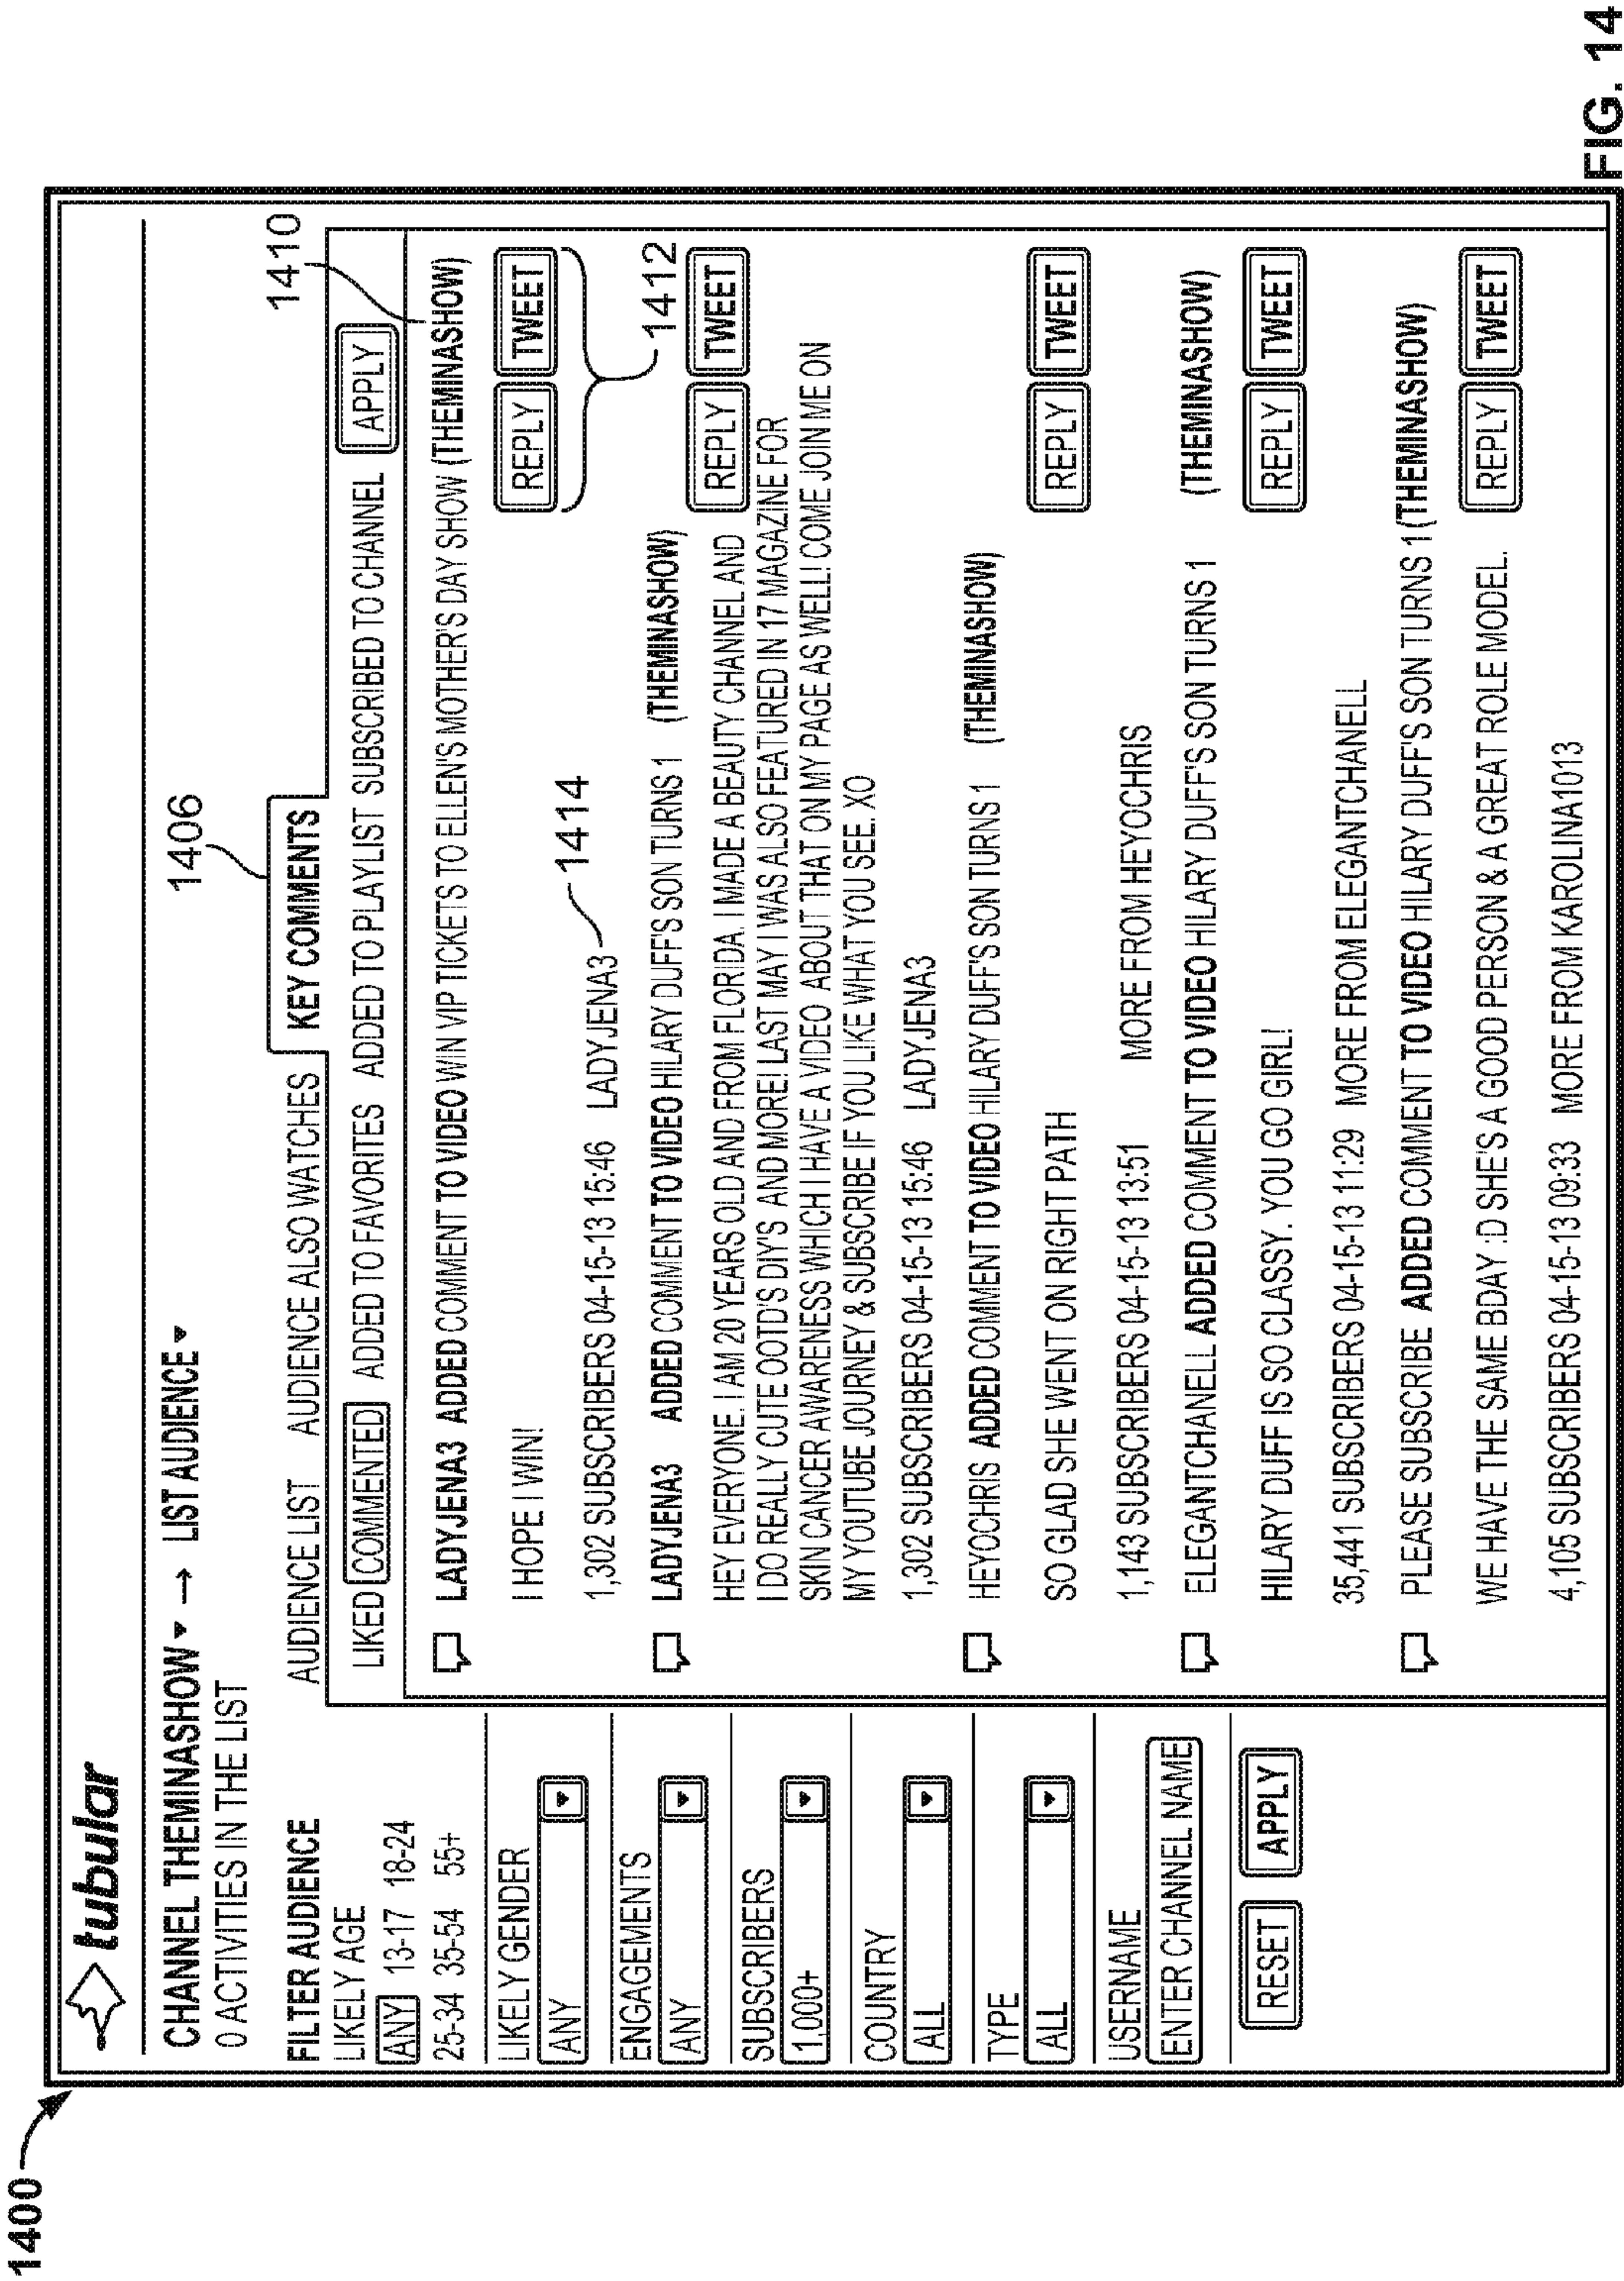 1400
tubular
CHANNEL THEMINASHOW → LIST AUDIENCE
0 ACTIVITIES IN THE LIST
1406
FILTER AUDIENCE
LIKELY AGE
ANY 13-17 18-24
25-34 35-54 55+
LIKELY GENDER
ANY
ENGAGEMENTS
ANY
SUBSCRIBERS
1,000+
COUNTRY
ALL
TYPE
ALL
USERNAME
ENTER CHANNEL NAME
RESET APPLY
AUDIENCE LIST AUDIENCE ALSO WATCHES KEY COMMENTS
1410
LIKED COMMENTED ADDED TO FAVORITES ADDED TO PLAYLIST SUBSCRIBED TO CHANNEL APPLY
LADYJENA3 ADDED COMMENT TO VIDEO WIN VIP TICKETS TO ELLEN'S MOTHER'S DAY SHOW (THEMINASHOW)
I HOPE I WIN! REPLY TWEET
1,302 SUBSCRIBERS 04-15-13 15:46 LADYJENA3 1414
1412
LADYJENA3 ADDED COMMENT TO VIDEO HILARY DUFF'S SON TURNS 1 (THEMINASHOW)
HEY EVERYONE. I AM 20 YEARS OLD AND FROM FLORIDA. I MADE A BEAUTY CHANNEL AND REPLY TWEET
I DO REALLY CUTE OOTD'S DIY'S AND MORE! LAST MAY I WAS ALSO FEATURED IN 17 MAGAZINE FOR
SKIN CANCER AWARENESS WHICH I HAVE A VIDEO ABOUT THAT ON MY PAGE AS WELL! COME JOIN ME ON
MY YOUTUBE JOURNEY & SUBSCRIBE IF YOU LIKE WHAT YOU SEE. XO
1,302 SUBSCRIBERS 04-15-13 15:46 LADYJENA3
HEYOCHRIS ADDED COMMENT TO VIDEO HILARY DUFF'S SON TURNS 1 (THEMINASHOW)
SO GLAD SHE WENT ON RIGHT PATH REPLY TWEET
1,143 SUBSCRIBERS 04-15-13 13:51 MORE FROM HEYOCHRIS
ELEGANTCHANELL ADDED COMMENT TO VIDEO HILARY DUFF'S SON TURNS 1 (THEMINASHOW)
HILARY DUFF IS SO CLASSY. YOU GO GIRL! REPLY TWEET
35,441 SUBSCRIBERS 04-15-13 11:29 MORE FROM ELEGANTCHANELL
PLEASE SUBSCRIBE ADDED COMMENT TO VIDEO HILARY DUFF'S SON TURNS 1 (THEMINASHOW)
WE HAVE THE SAME BDAY :D SHE'S A GOOD PERSON & A GREAT ROLE MODEL. REPLY TWEET
4,105 SUBSCRIBERS 04-15-13 09:33 MORE FROM KAROLINA1013
FIG. 14